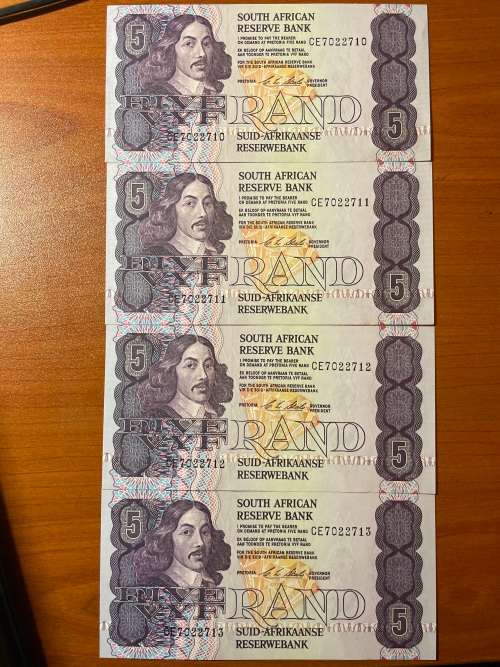 5
SOUTH AFRICAN
RESERVE BANK
I PROMISE TO PAY THE BEARER
ON DEMAND AT PRETORIA FIVE RAND
CE7022710
EK BELOOF OP AANVRAAG TE BETAAL
AAN TOONDER TE PRETORIA VYF RAND
FOR THE SOUTH AFRICAN RESERVE BANK
VIR DIE SUID-AFRIKAANSE RESERWEBANK
PRETORIA GOVERNOR
PRESIDENT
FIVE
VYF RAND
CE7022710
5
SUID-AFRIKAANSE
RESERWEBANK
5
SOUTH AFRICAN
RESERVE BANK
I PROMISE TO PAY THE BEARER
ON DEMAND AT PRETORIA FIVE RAND
CE7022711
EK BELOOF OP AANVRAAG TE BETAAL
AAN TOONDER TE PRETORIA VYF RAND
FOR THE SOUTH AFRICAN RESERVE BANK
VIR DIE SUID-AFRIKAANSE RESERWEBANK
PRETORIA GOVERNOR
PRESIDENT
FIVE
VYF RAND
CE7022711
5
SUID-AFRIKAANSE
RESERWEBANK
5
SOUTH AFRICAN
RESERVE BANK
I PROMISE TO PAY THE BEARER
ON DEMAND AT PRETORIA FIVE RAND
CE7022712
EK BELOOF OP AANVRAAG TE BETAAL
AAN TOONDER TE PRETORIA VYF RAND
FOR THE SOUTH AFRICAN RESERVE BANK
VIR DIE SUID-AFRIKAANSE RESERWEBANK
PRETORIA GOVERNOR
PRESIDENT
FIVE
VYF RAND
CE7022712
5
SUID-AFRIKAANSE
RESERWEBANK
5
SOUTH AFRICAN
RESERVE BANK
I PROMISE TO PAY THE BEARER
ON DEMAND AT PRETORIA FIVE RAND
CE7022713
EK BELOOF OP AANVRAAG TE BETAAL
AAN TOONDER TE PRETORIA VYF RAND
FOR THE SOUTH AFRICAN RESERVE BANK
VIR DIE SUID-AFRIKAANSE RESERWEBANK
PRETORIA GOVERNOR
PRESIDENT
FIVE
VYF RAND
CE7022713
5
SUID-AFRIKAANSE
RESERWEBANK